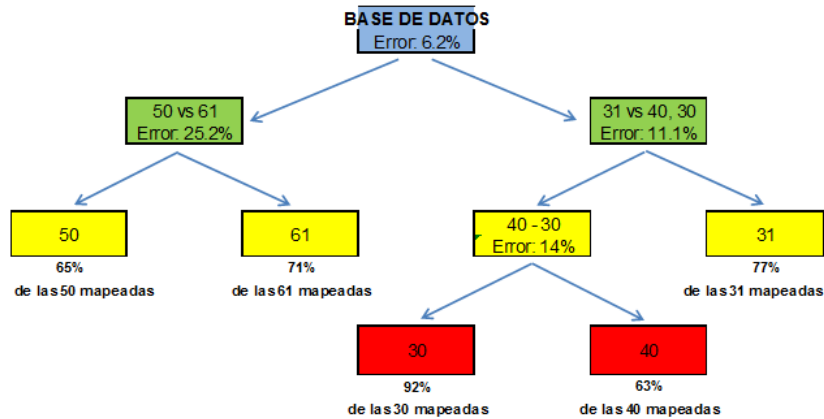 BASE DE DATOS
Error: 6.2%
50 vs 61
Error: 25.2%
31 vs 40, 30
Error: 11.1%
50
65%
de las 50 mapeadas
61
71%
de las 61 mapeadas
40 - 30
Error: 14%
31
77%
de las 31 mapeadas
30
92%
de las 30 mapeadas
40
63%
de las 40 mapeadas